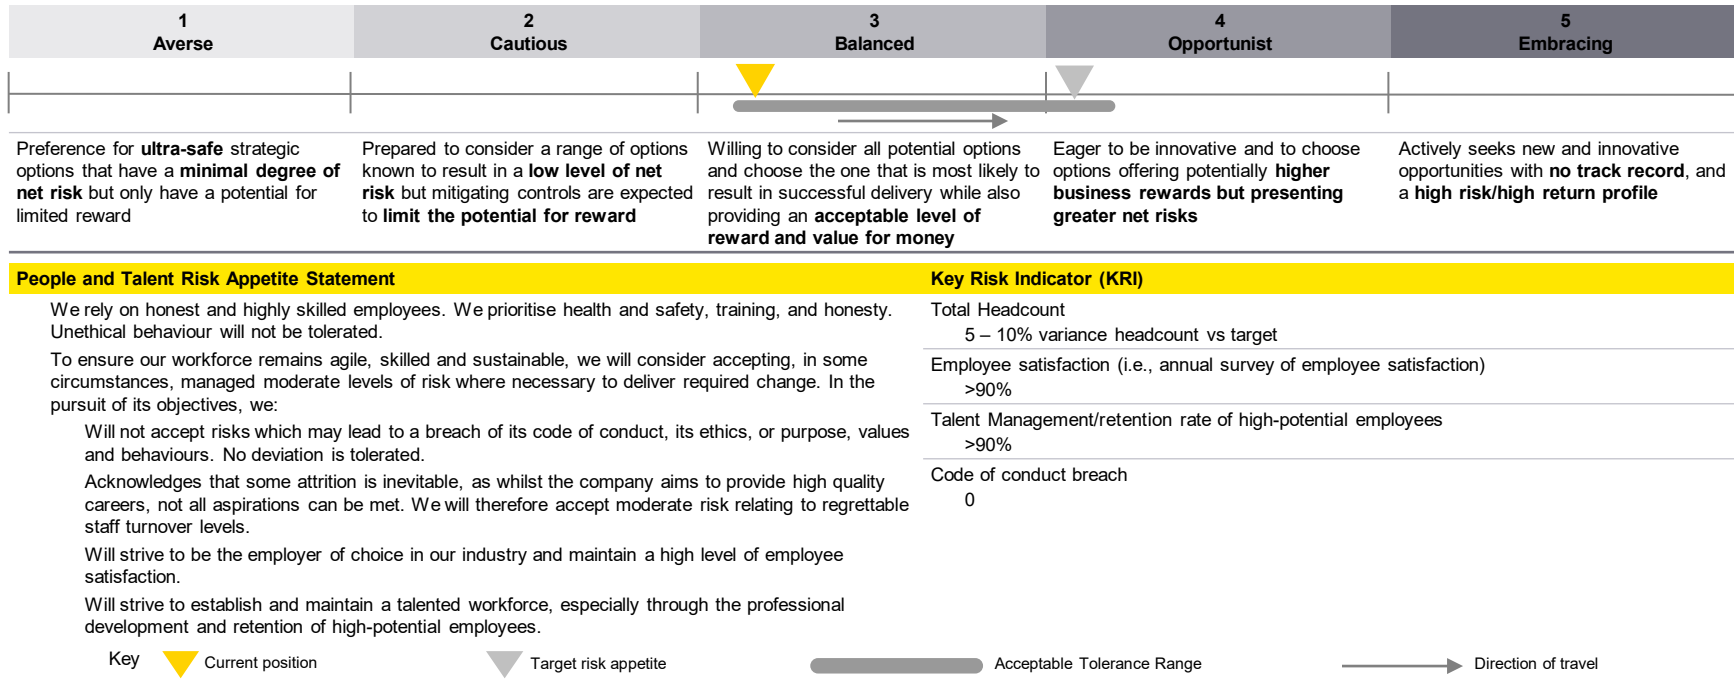 1
Averse
2
Cautious
3
Balanced
4
Opportunist
5
Embracing
Preference for ultra-safe strategic
options that have a minimal degree of
net risk but only have a potential for
limited reward
Prepared to consider a range of options
known to result in a low level of net
risk but mitigating controls are expected
to limit the potential for reward
Willing to consider all potential options
and choose the one that is most likely to
result in successful delivery while also
providing an acceptable level of
reward and value for money
Eager to be innovative and to choose
options offering potentially higher
business rewards but presenting
greater net risks
Actively seeks new and innovative
opportunities with no track record, and
a high risk/high return profile
People and Talent Risk Appetite Statement
We rely on honest and highly skilled employees. We prioritise health and safety, training, and honesty.
Unethical behaviour will not be tolerated.
To ensure our workforce remains agile, skilled and sustainable, we will consider accepting, in some
circumstances, managed moderate levels of risk where necessary to deliver required change. In the
pursuit of its objectives, we:
Will not accept risks which may lead to a breach of its code of conduct, its ethics, or purpose, values
and behaviours. No deviation is tolerated.
Acknowledges that some attrition is inevitable, as whilst the company aims to provide high quality
careers, not all aspirations can be met. We will therefore accept moderate risk relating to regrettable
staff turnover levels.
Will strive to be the employer of choice in our industry and maintain a high level of employee
satisfaction.
Will strive to establish and maintain a talented workforce, especially through the professional
development and retention of high-potential employees.
Key Risk Indicator (KRI)
Total Headcount
5 – 10% variance headcount vs target
Employee satisfaction (i.e., annual survey of employee satisfaction)
>90%
Talent Management/retention rate of high-potential employees
>90%
Code of conduct breach
0
Key
Current position
Target risk appetite
Acceptable Tolerance Range
Direction of travel